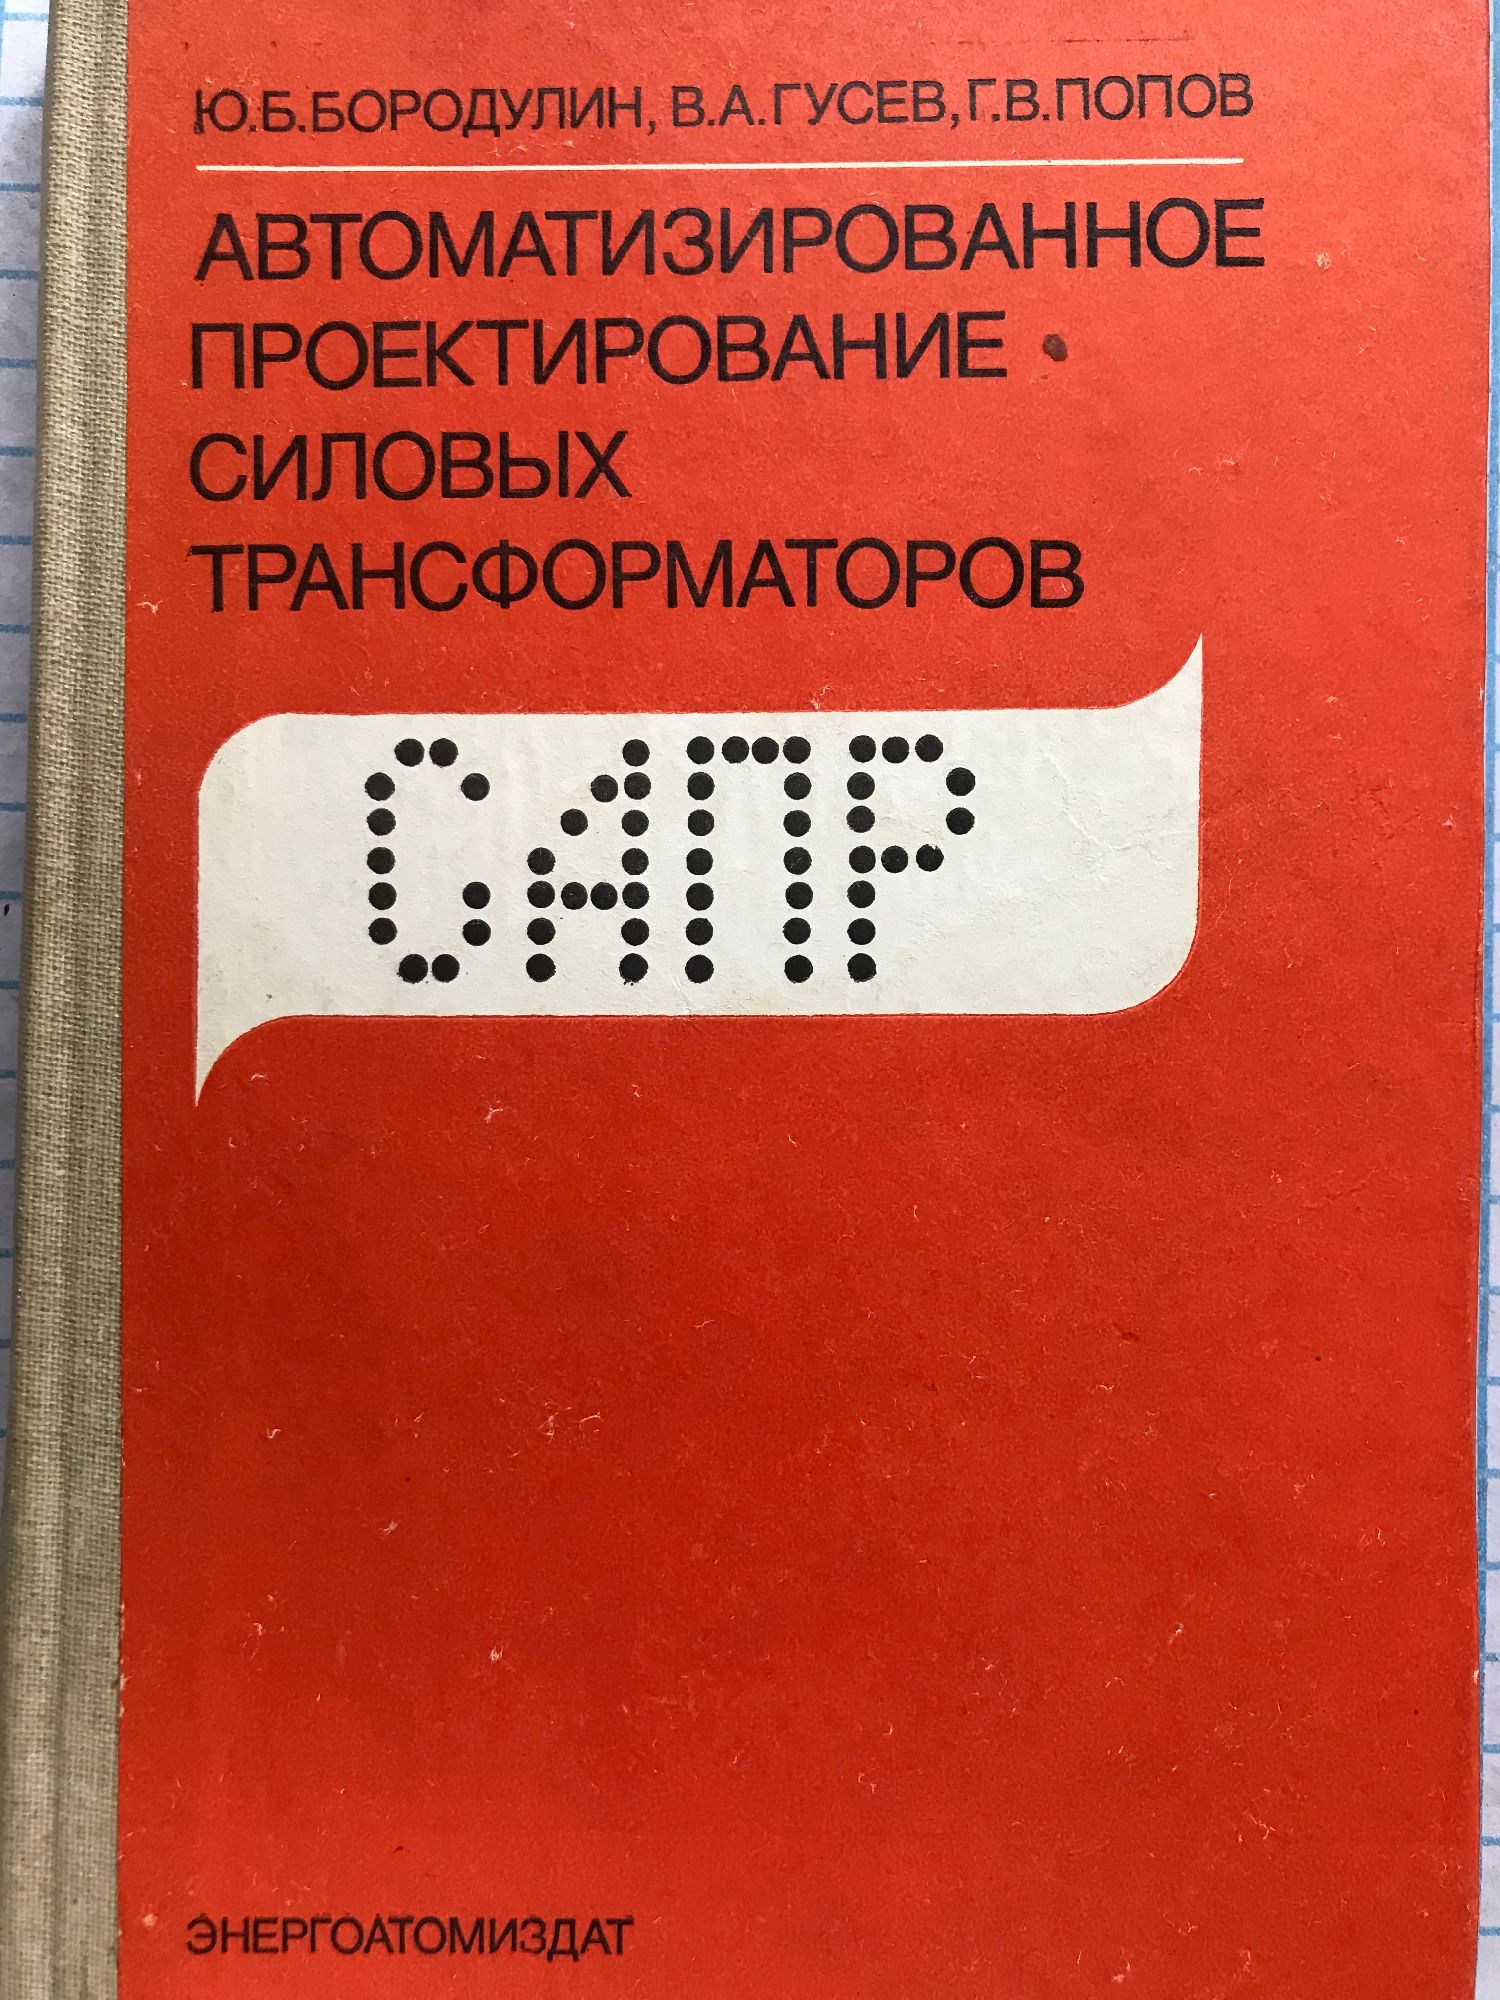 Ю.Б.БОРОДУЛИН, В.А.ГУСЕВ, Г.В.ПОПОВ
АВТОМАТИЗИРОВАННОЕ
ПРОЕКТИРОВАНИЕ
СИЛОВЫХ
ТРАНСФОРМАТОРОВ
САПР
ЭНЕРГОАТОМИЗДАТ